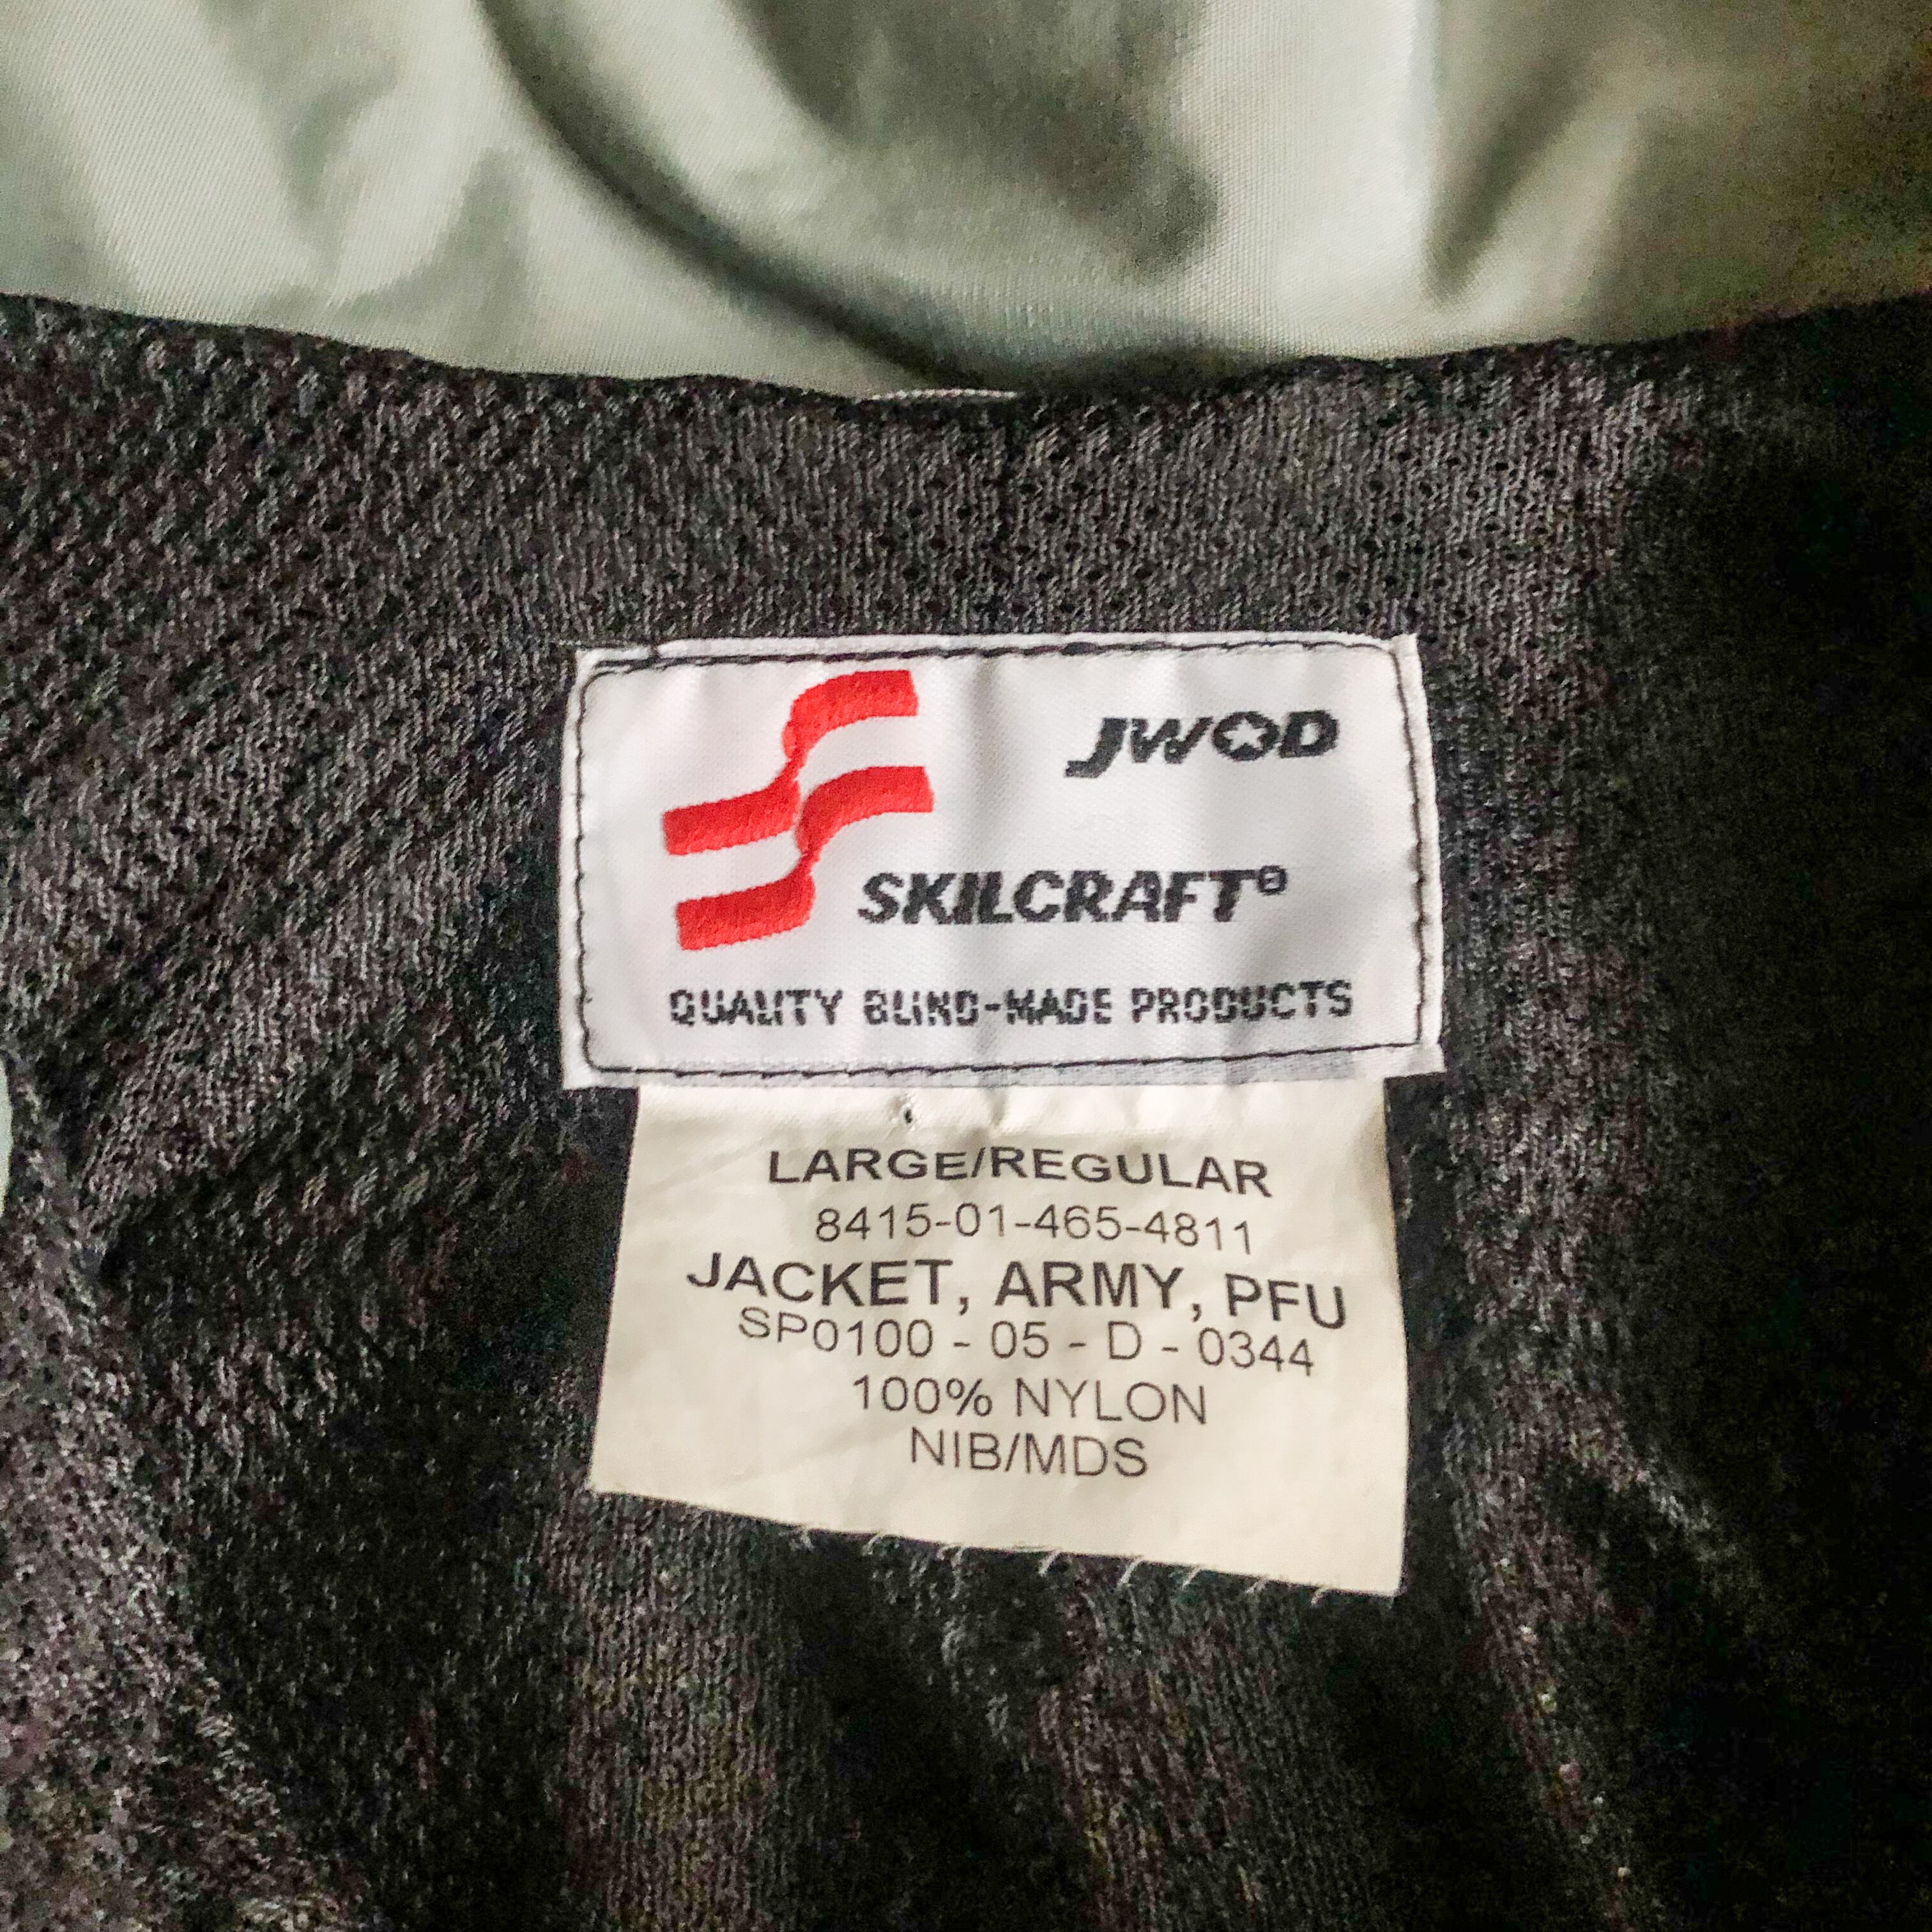 JWOD
SKILCRAFT®
QUALITY BLIND-MADE PRODUCTS
LARGE/REGULAR
8415-01-465-4811
JACKET, ARMY, PFU
SP0100 - 05 - D - 0344
100% NYLON
NIB/MDS